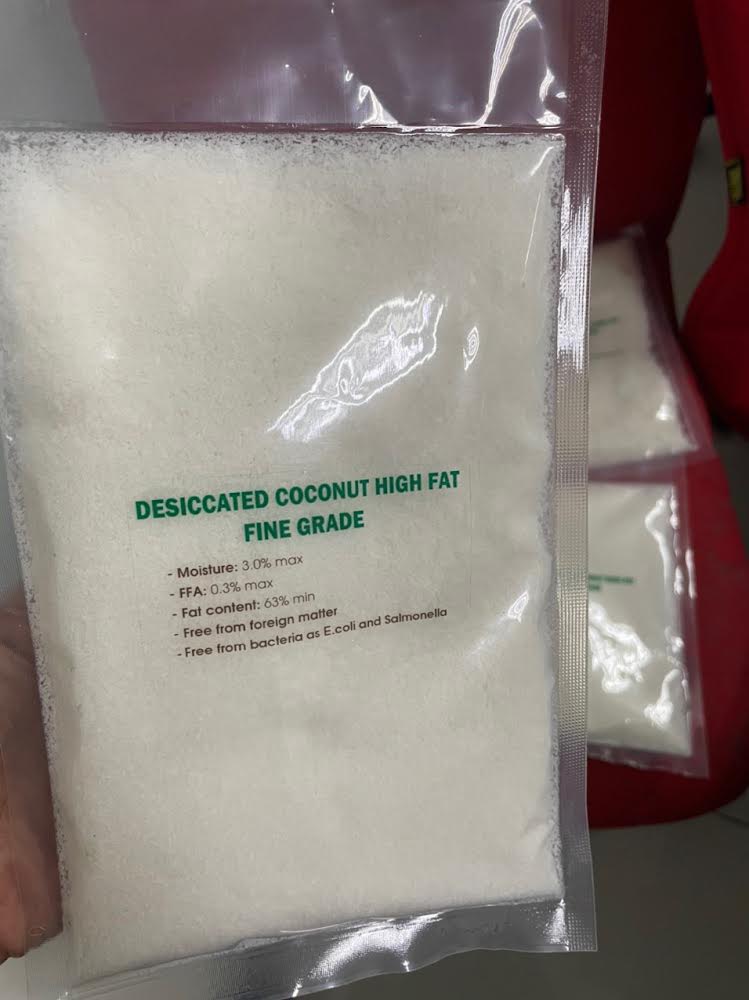 DESICCATED COCONUT HIGH FAT
FINE GRADE
- Moisture: 3.0% max
- FFA: 0.3% max
- Fat content: 63% min
- Free from foreign matter
- Free from bacteria as E.coli and Salmonella